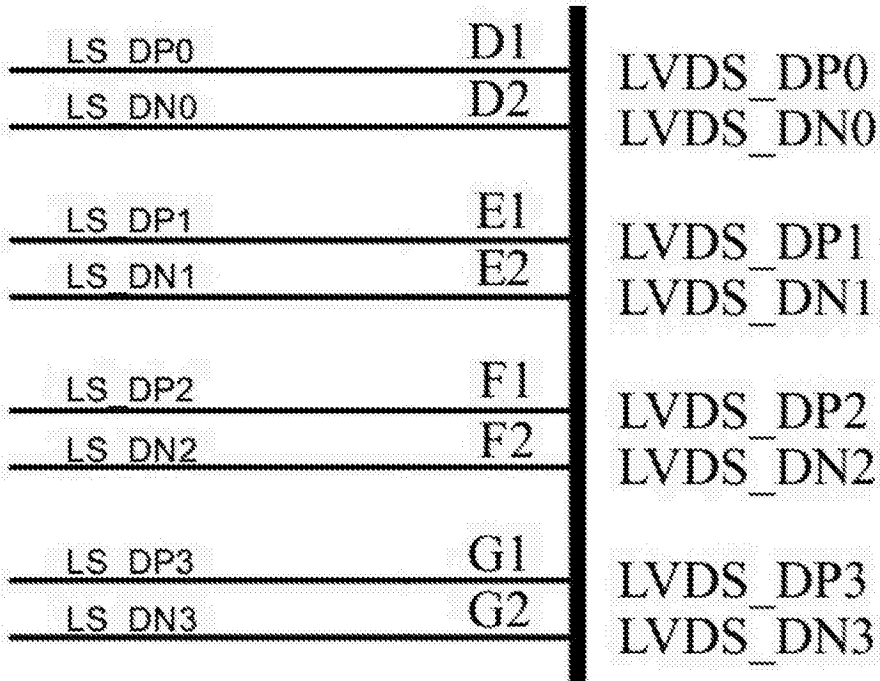 LS_DP0 D1 LVDS_DP0
LS_DN0 D2 LVDS_DN0
LS_DP1 E1 LVDS_DP1
LS_DN1 E2 LVDS_DN1
LS_DP2 F1 LVDS_DP2
LS_DN2 F2 LVDS_DN2
LS_DP3 G1 LVDS_DP3
LS_DN3 G2 LVDS_DN3